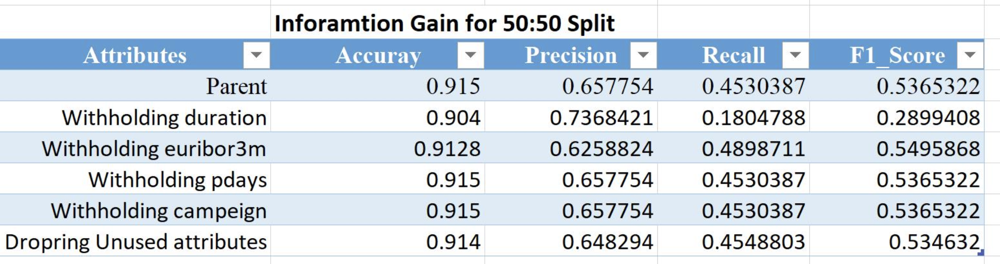 Inforamtion Gain for 50:50 Split
Attributes Accuray Precision Recall F1_Score
Parent 0.915 0.657754 0.4530387 0.5365322
Withholding duration 0.904 0.7368421 0.1804788 0.2899408
Withholding euribor3m 0.9128 0.6258824 0.4898711 0.5495868
Withholding pdays 0.915 0.657754 0.4530387 0.5365322
Withholding campeign 0.915 0.657754 0.4530387 0.5365322
Dropring Unused attributes 0.914 0.648294 0.4548803 0.534632